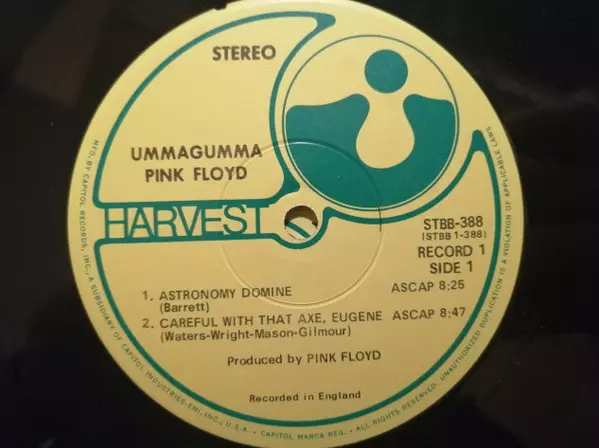 STEREO
UMMAGUMMA
PINK FLOYD
HARVEST
STBB-388
(STBB 1-388)
RECORD 1
SIDE 1
1. ASTRONOMY DOMINE ASCAP 8:25
(Barrett)
2. CAREFUL WITH THAT AXE, EUGENE ASCAP 8:47
(Waters-Wright-Mason-Gilmour)
Produced by PINK FLOYD
Recorded in England
MFD. BY CAPITOL RECORDS, INC., A SUBSIDIARY OF CAPITOL INDUSTRIES-EMI, INC., U.S.A. • CAPITOL MARCA REG. • ALL RIGHTS RESERVED. UNAUTHORIZED DUPLICATION IS A VIOLATION OF APPLICABLE LAWS